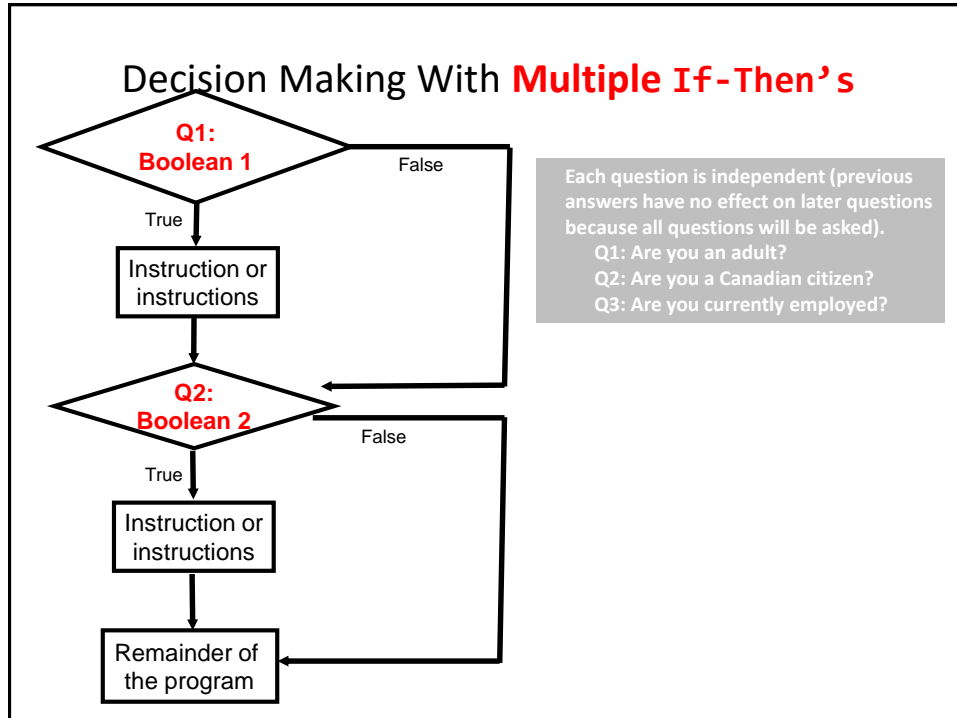 Decision Making With Multiple If-Then's
Q1:
Boolean 1
False
True
Instruction or
instructions
Q2:
Boolean 2
False
True
Instruction or
instructions
Remainder of
the program
Each question is independent (previous
answers have no effect on later questions
because all questions will be asked).
Q1: Are you an adult?
Q2: Are you a Canadian citizen?
Q3: Are you currently employed?